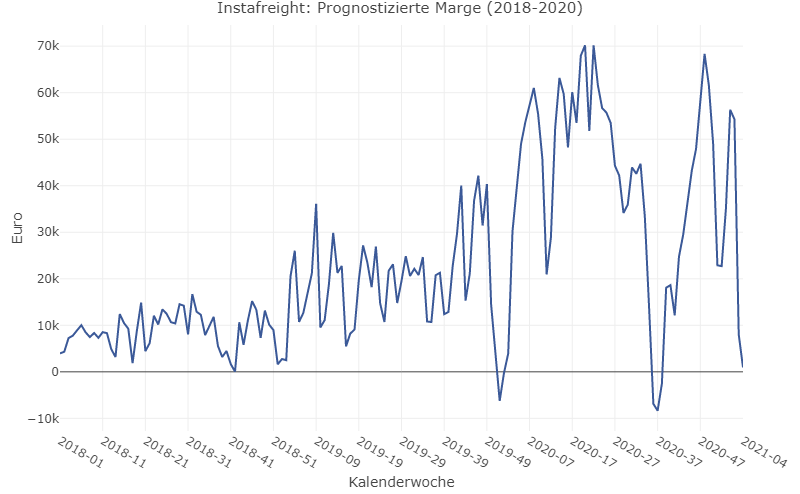 Instafreight: Prognostizierte Marge (2018-2020)
70k
60k
50k
40k
30k
20k
10k
0
−10k
Euro
2018-01
2018-11
2018-21
2018-31
2018-41
2018-51
2019-09
2019-19
2019-29
2019-39
2019-49
2020-07
2020-17
2020-27
2020-37
2020-47
2021-04
Kalenderwoche